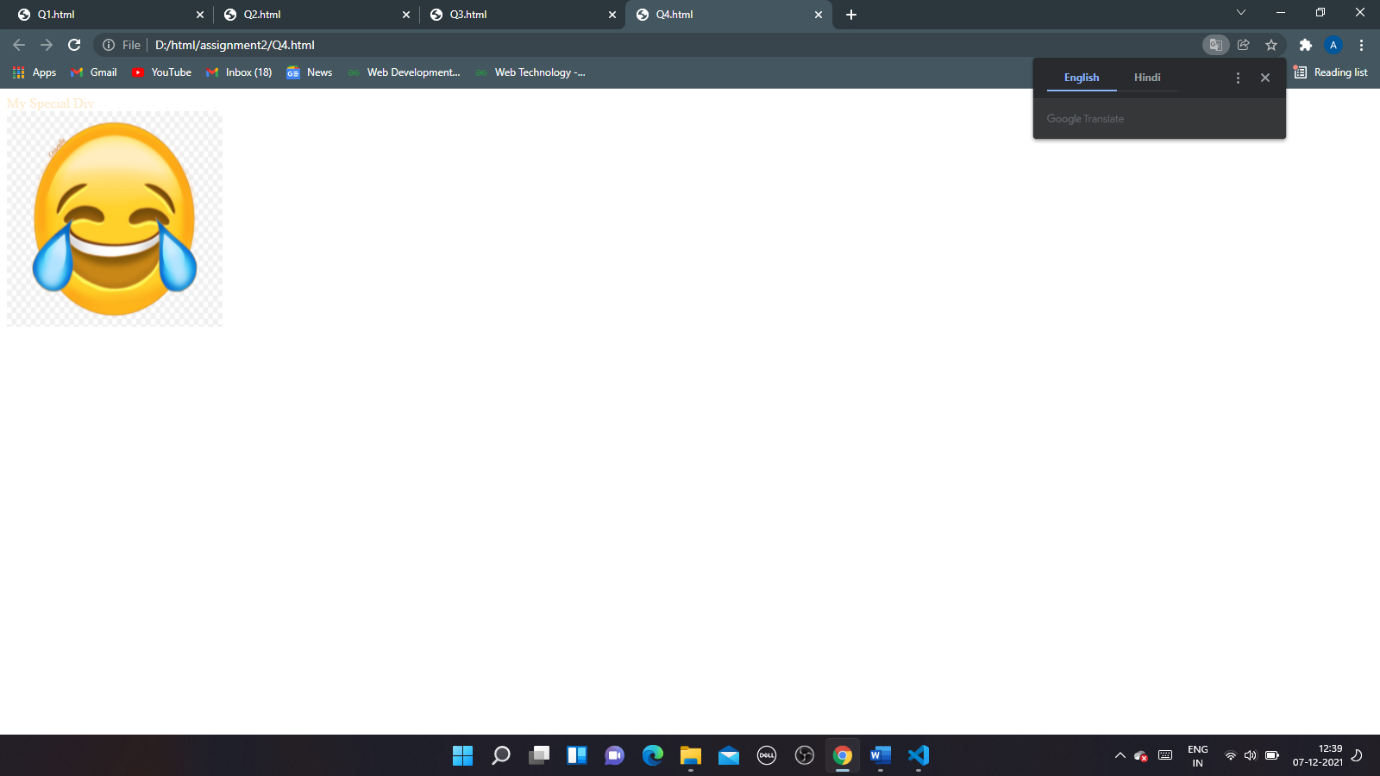 Q1.html
Q2.html
Q3.html
Q4.html
File
D:/html/assignment2/Q4.html
Apps
Gmail
YouTube
Inbox (18)
News
Web Development...
Web Technology -...
Reading list
English
Hindi
Google Translate
My Special Div
ENG
IN
12:39
07-12-2021